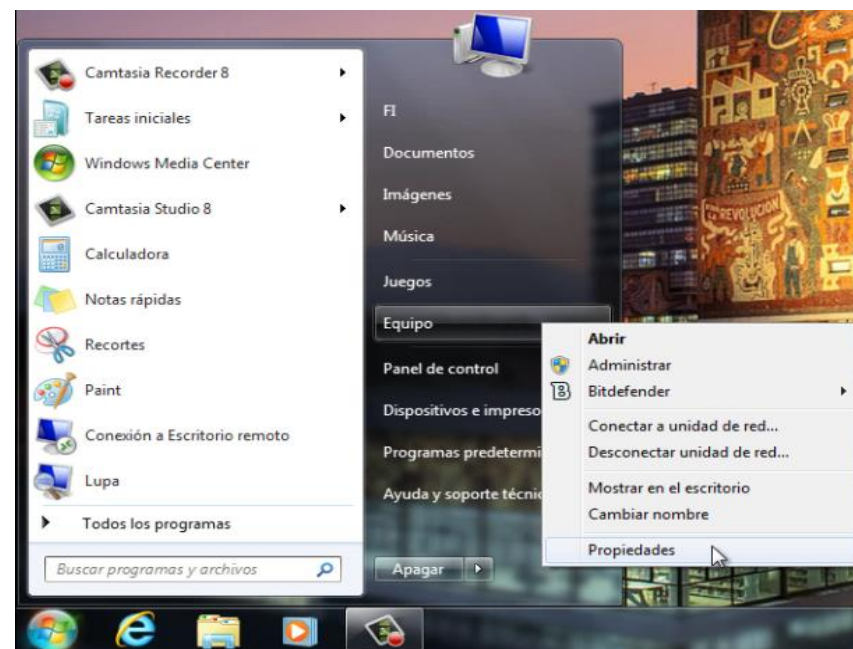 Camtasia Recorder 8
Tareas iniciales
Windows Media Center
Camtasia Studio 8
Calculadora
Notas rápidas
Recortes
Paint
Conexión a Escritorio remoto
Lupa
Todos los programas
Buscar programas y archivos
FI
Documentos
Imágenes
Música
Juegos
Equipo
Panel de control
Dispositivos e impreso
Programas predetermi
Ayuda y soporte técni
Apagar
Abrir
Administrar
Bitdefender
Conectar a unidad de red...
Desconectar unidad de red...
Mostrar en el escritorio
Cambiar nombre
Propiedades
REVOLUCION